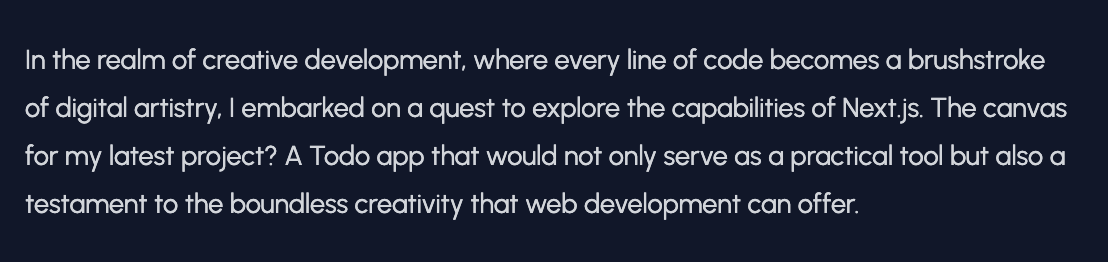 In the realm of creative development, where every line of code becomes a brushstroke
of digital artistry, I embarked on a quest to explore the capabilities of Next.js. The canvas
for my latest project? A Todo app that would not only serve as a practical tool but also a
testament to the boundless creativity that web development can offer.